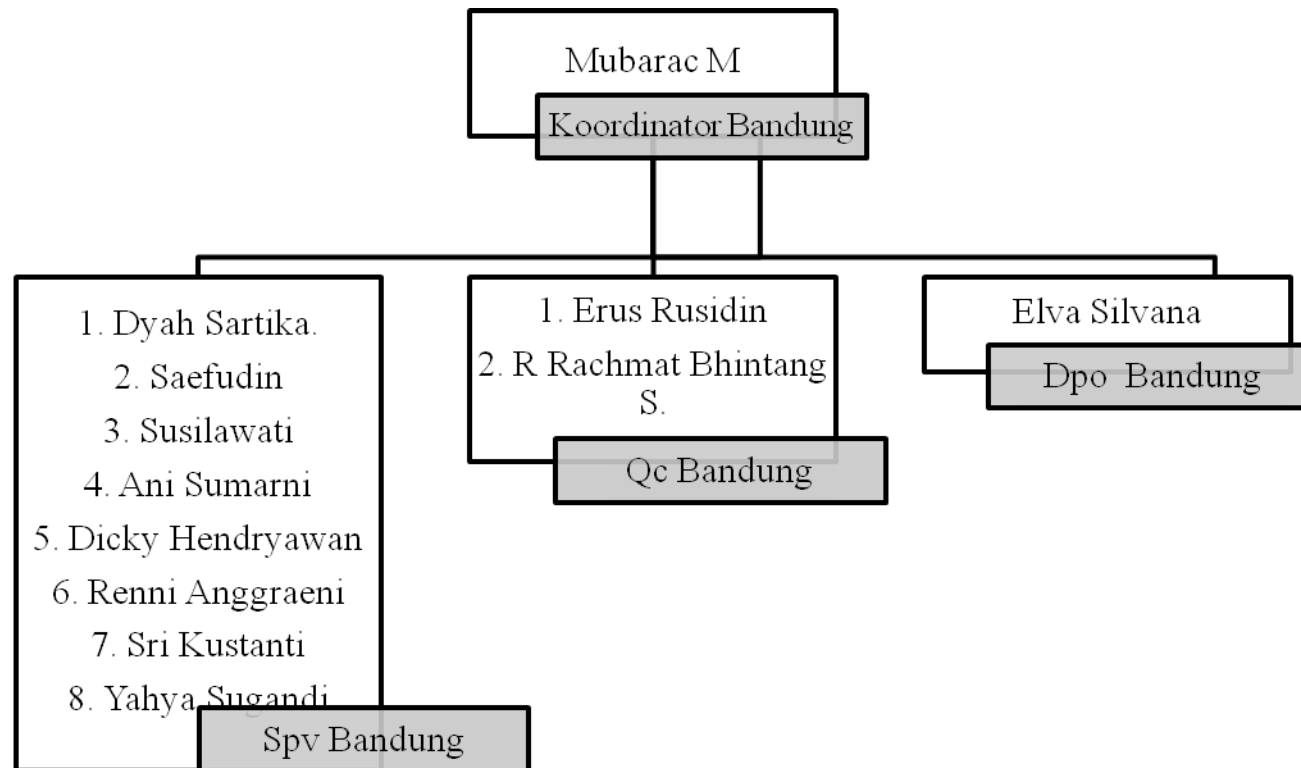 Mubarac M
Koordinator Bandung
1. Dyah Sartika.
2. Saefudin
3. Susilawati
4. Ani Sumarni
5. Dicky Hendryawan
6. Renni Anggraeni
7. Sri Kustanti
8. Yahya Sugandi
Spv Bandung
1. Erus Rusidin
2. R Rachmat Bhintang
S.
Qc Bandung
Elva Silvana
Dpo Bandung